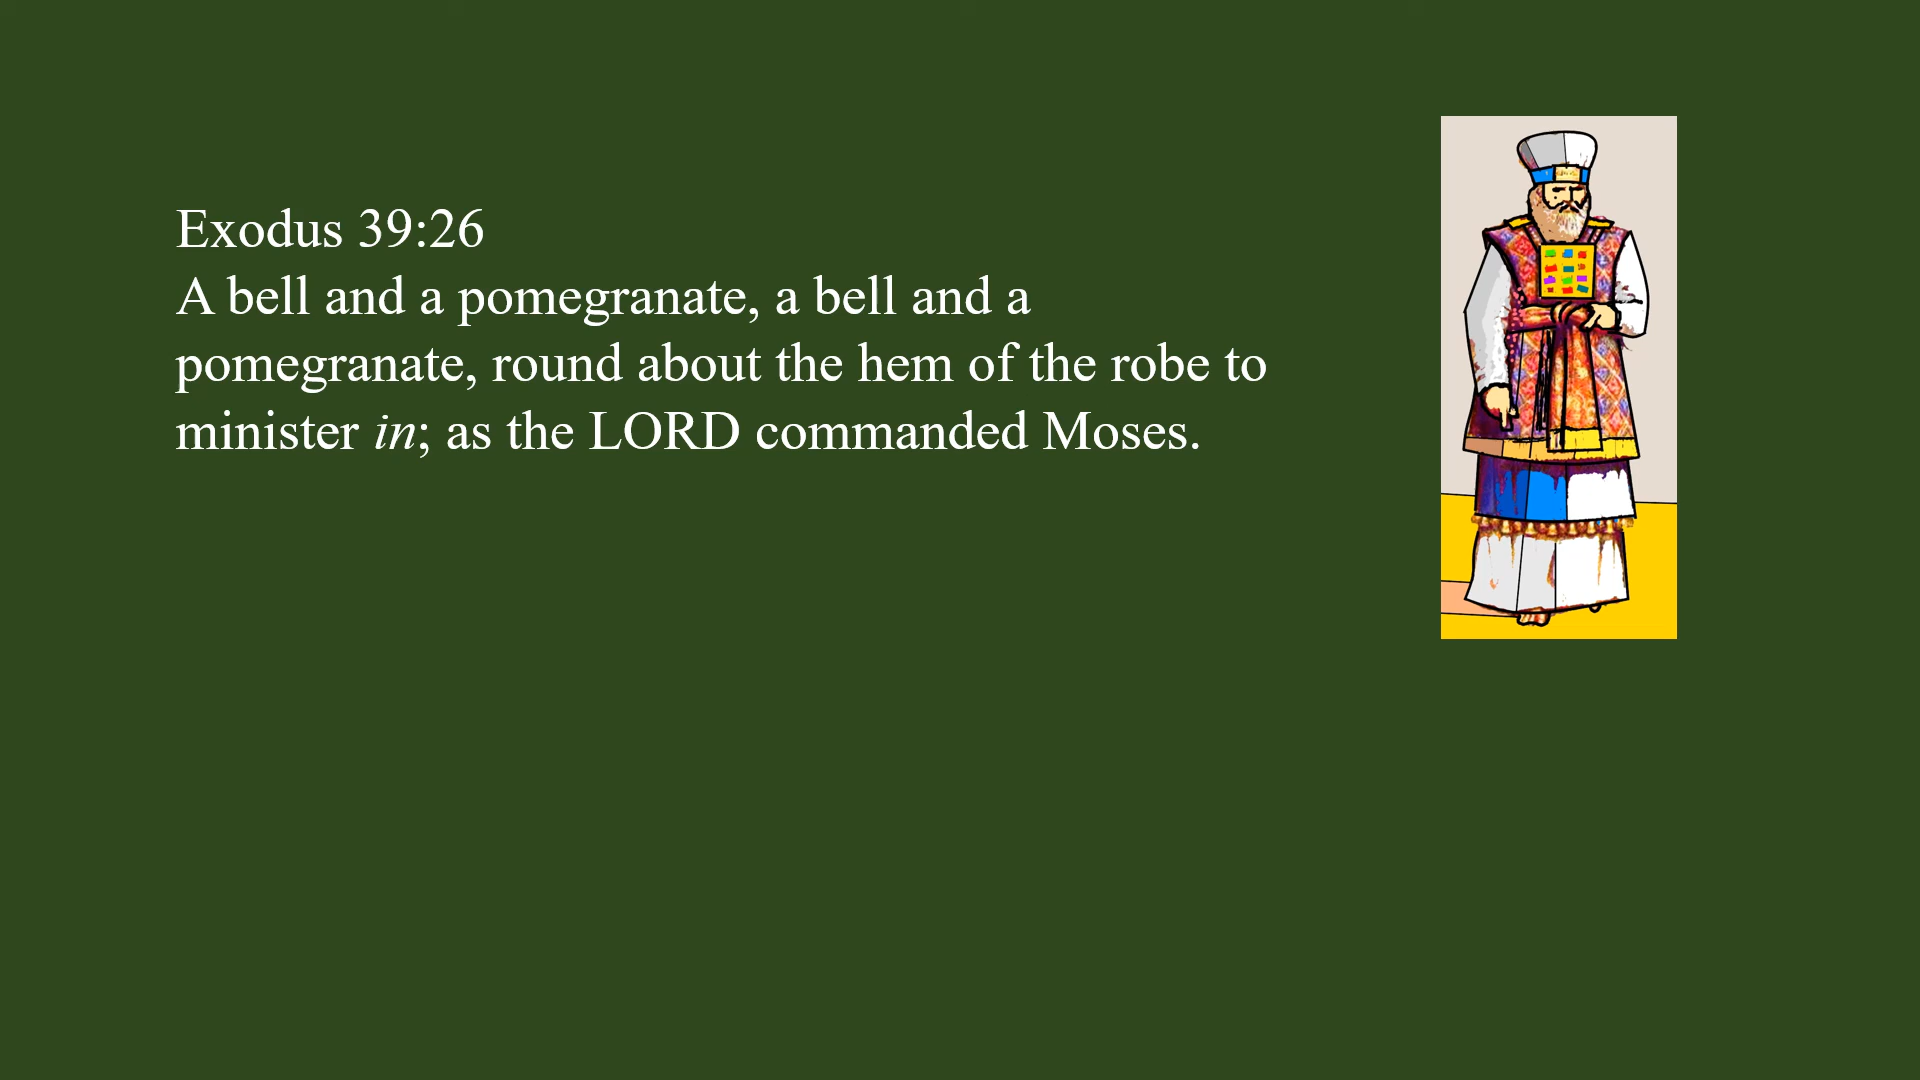 Exodus 39:26
A bell and a pomegranate, a bell and a
pomegranate, round about the hem of the robe to
minister in; as the LORD commanded Moses.